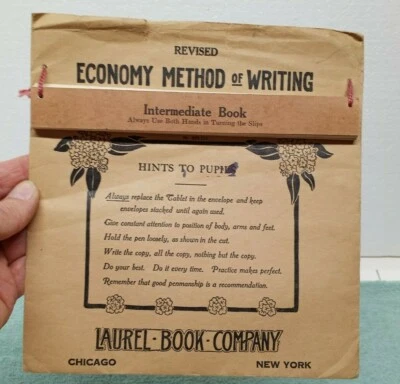 REVISED
ECONOMY METHOD OF WRITING
Intermediate Book
Always Use Both Hands in Turning the Slips
HINTS TO PUPILS
Always replace the Tablet in the envelope and keep
envelopes stacked until again used.
Give constant attention to position of body, arms and feet.
Hold the pen loosely, as shown in the cut.
Write the copy, all the copy, nothing but the copy.
Do your best. Do it every time. Practice makes perfect.
Remember that good penmanship is a recommendation.
LAUREL-BOOK-COMPANY
CHICAGO
NEW YORK